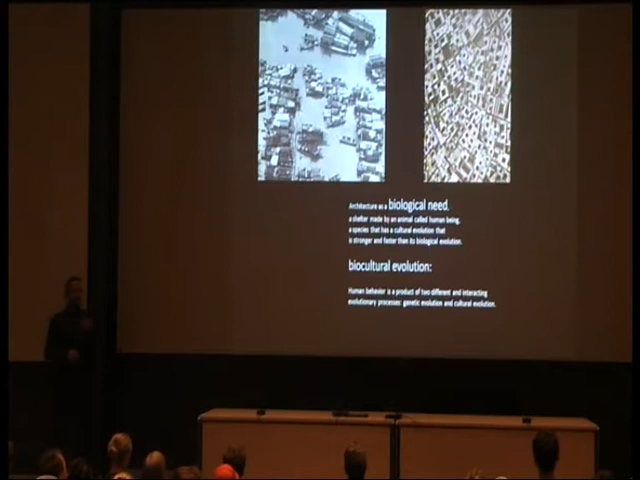 Architecture as a biological need.
a shelter made by an animal called human being,
a species that has a cultural evolution that
is stronger and faster than its biological evolution.
biocultural evolution:
Human behavior is a product of two different and interacting
evolutionary processes: genetic evolution and cultural evolution.